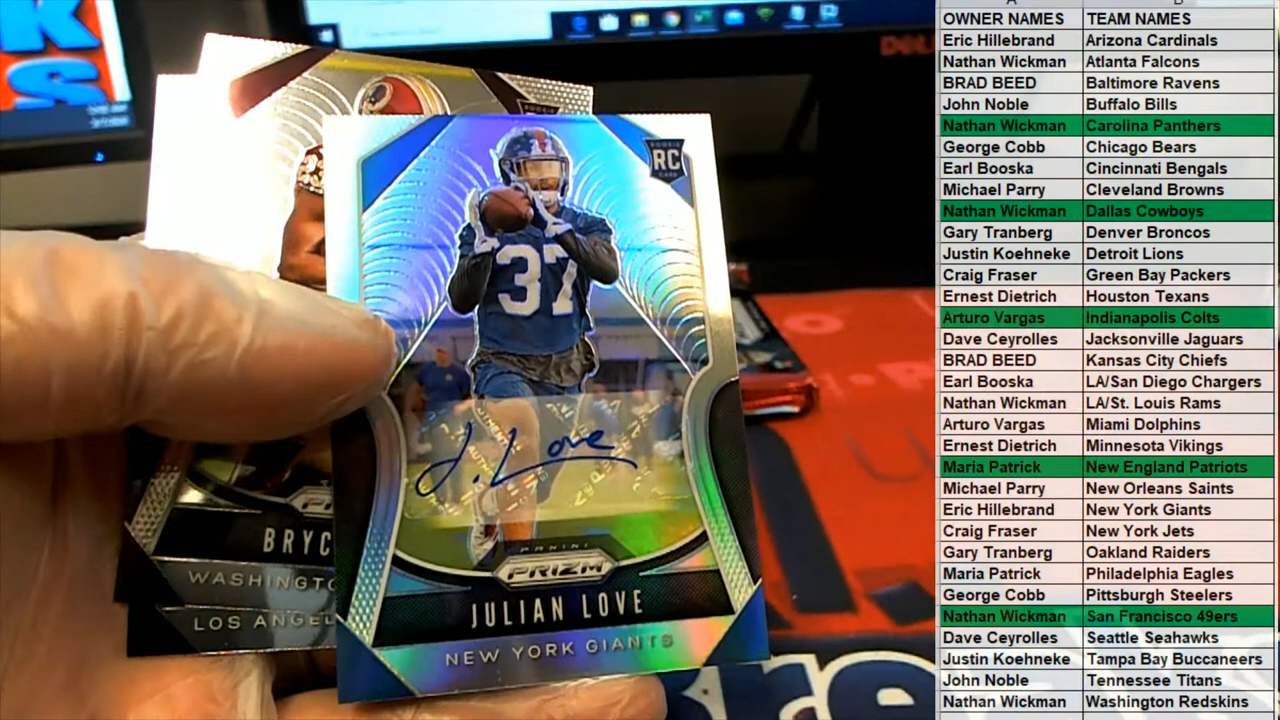 K
S
DELL
ROOKIE
RC
CARD
37
J. Love
PANINI
PRIZM
JULIAN LOVE
NEW YORK GIANTS
BRYC
WASHINGTO
LOS ANGEL
re
OWNER NAMES TEAM NAMES
Eric Hillebrand Arizona Cardinals
Nathan Wickman Atlanta Falcons
BRAD BEED Baltimore Ravens
John Noble Buffalo Bills
Nathan Wickman Carolina Panthers
George Cobb Chicago Bears
Earl Booska Cincinnati Bengals
Michael Parry Cleveland Browns
Nathan Wickman Dallas Cowboys
Gary Tranberg Denver Broncos
Justin Koehneke Detroit Lions
Craig Fraser Green Bay Packers
Ernest Dietrich Houston Texans
Arturo Vargas Indianapolis Colts
Dave Ceyrolles Jacksonville Jaguars
BRAD BEED Kansas City Chiefs
Earl Booska LA/San Diego Chargers
Nathan Wickman LA/St. Louis Rams
Arturo Vargas Miami Dolphins
Ernest Dietrich Minnesota Vikings
Maria Patrick New England Patriots
Michael Parry New Orleans Saints
Eric Hillebrand New York Giants
Craig Fraser New York Jets
Gary Tranberg Oakland Raiders
Maria Patrick Philadelphia Eagles
George Cobb Pittsburgh Steelers
Nathan Wickman San Francisco 49ers
Dave Ceyrolles Seattle Seahawks
Justin Koehneke Tampa Bay Buccaneers
John Noble Tennessee Titans
Nathan Wickman Washington Redskins